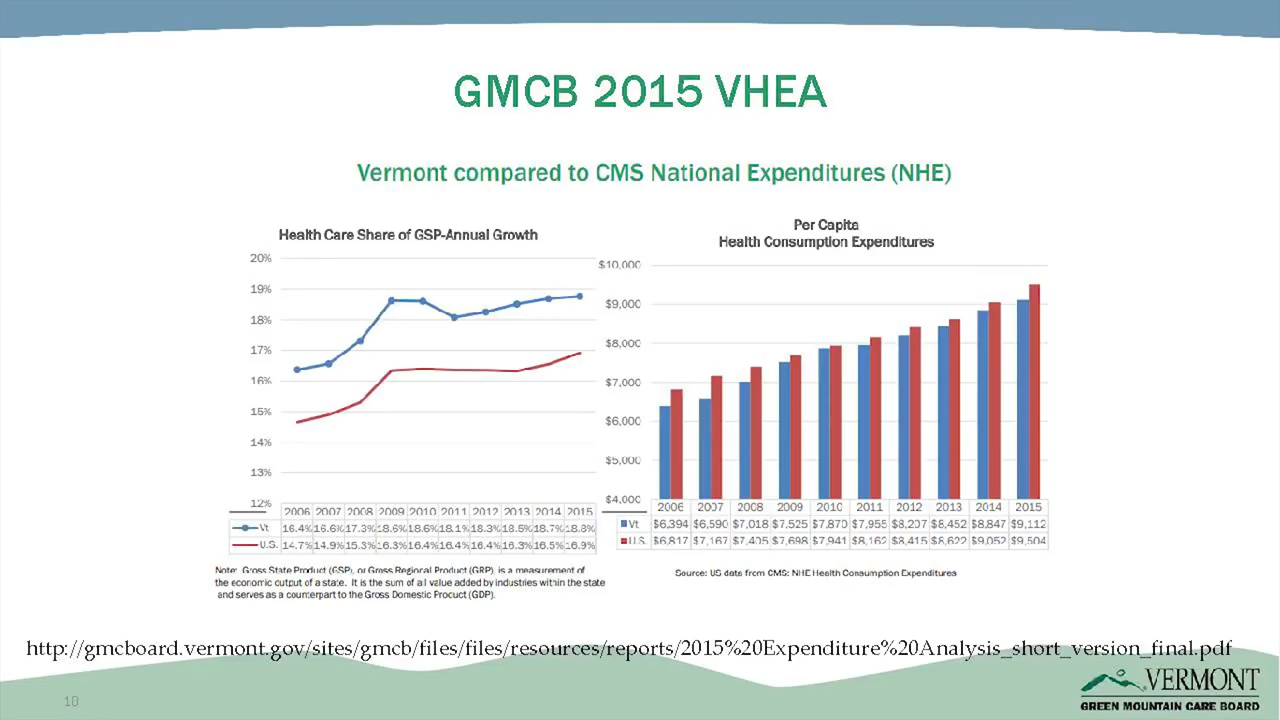 GMCB 2015 VHEA
Vermont compared to CMS National Expenditures (NHE)
Health Care Share of GSP-Annual Growth
20%
19%
18%
17%
16%
15%
14%
13%
12%
2006 2007 2008 2009 2010 2011 2012 2013 2014 2015
Vt 16.4% 16.6% 17.3% 18.6% 18.6% 18.1% 18.3% 18.5% 18.7% 18.8%
U.S. 14.7% 14.9% 15.3% 16.3% 16.4% 16.4% 16.4% 16.3% 16.5% 16.9%
Note: Gross State Product (GSP), or Gross Regional Product (GRP), is a measurement of
the economic output of a state. It is the sum of all value added by industries within the state
and serves as a counterpart to the Gross Domestic Product (GDP).
Per Capita
Health Consumption Expenditures
$10,000
$9,000
$8,000
$7,000
$6,000
$5,000
$4,000
2006 2007 2008 2009 2010 2011 2012 2013 2014 2015
Vt $6,394 $6,590 $7,018 $7,525 $7,870 $7,955 $8,207 $8,452 $8,847 $9,112
U.S. $6,817 $7,167 $7,405 $7,698 $7,941 $8,162 $8,415 $8,622 $9,052 $9,504
Source: US data from CMS: NHE Health Consumption Expenditures
http://gmcboard.vermont.gov/sites/gmcb/files/files/resources/reports/2015%20Expenditure%20Analysis_short_version_final.pdf
10
VERMONT
GREEN MOUNTAIN CARE BOARD